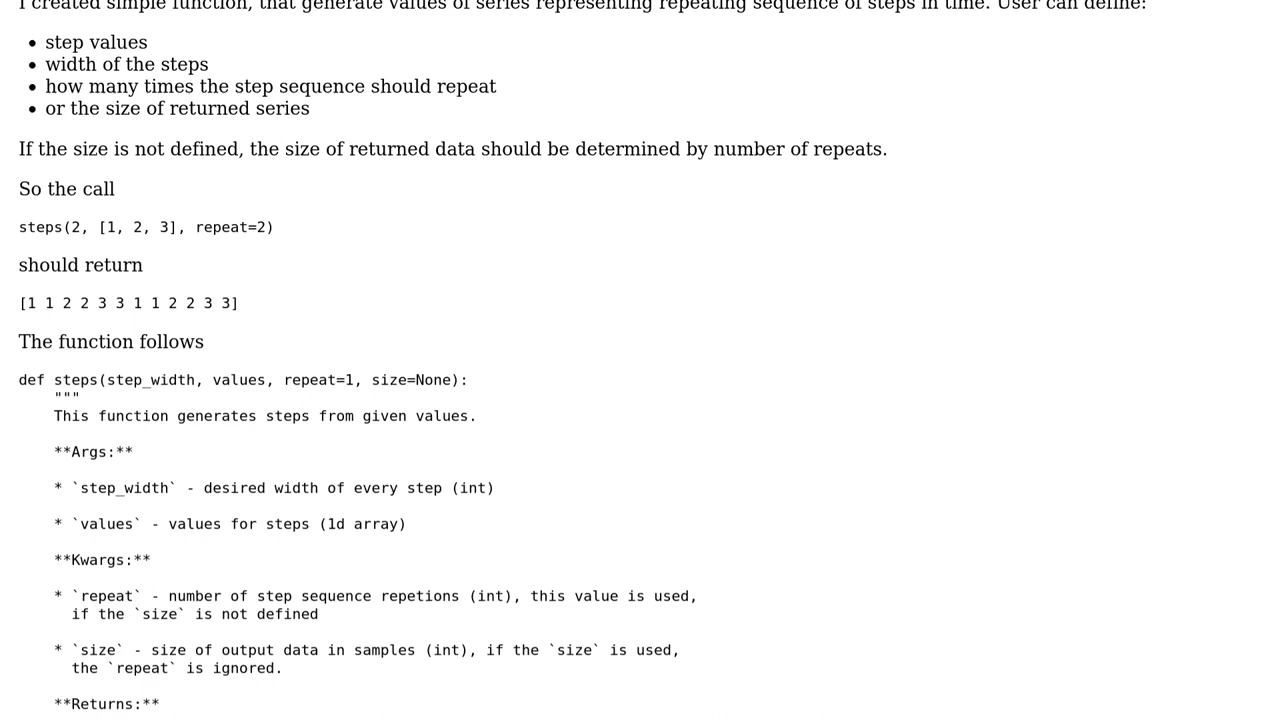 I created simple function, that generate values of series representing repeating sequence of steps in time. User can define:
• step values
• width of the steps
• how many times the step sequence should repeat
• or the size of returned series
If the size is not defined, the size of returned data should be determined by number of repeats.
So the call
steps(2, [1, 2, 3], repeat=2)
should return
[1 1 2 2 3 3 1 1 2 2 3 3]
The function follows
def steps(step_width, values, repeat=1, size=None):
    """
    This function generates steps from given values.
    **Args:**
    * `step_width` - desired width of every step (int)
    * `values` - values for steps (1d array)
    **Kwargs:**
    * `repeat` - number of step sequence repetions (int), this value is used,
      if the `size` is not defined
    * `size` - size of output data in samples (int), if the `size` is used,
      the `repeat` is ignored.
    **Returns:**